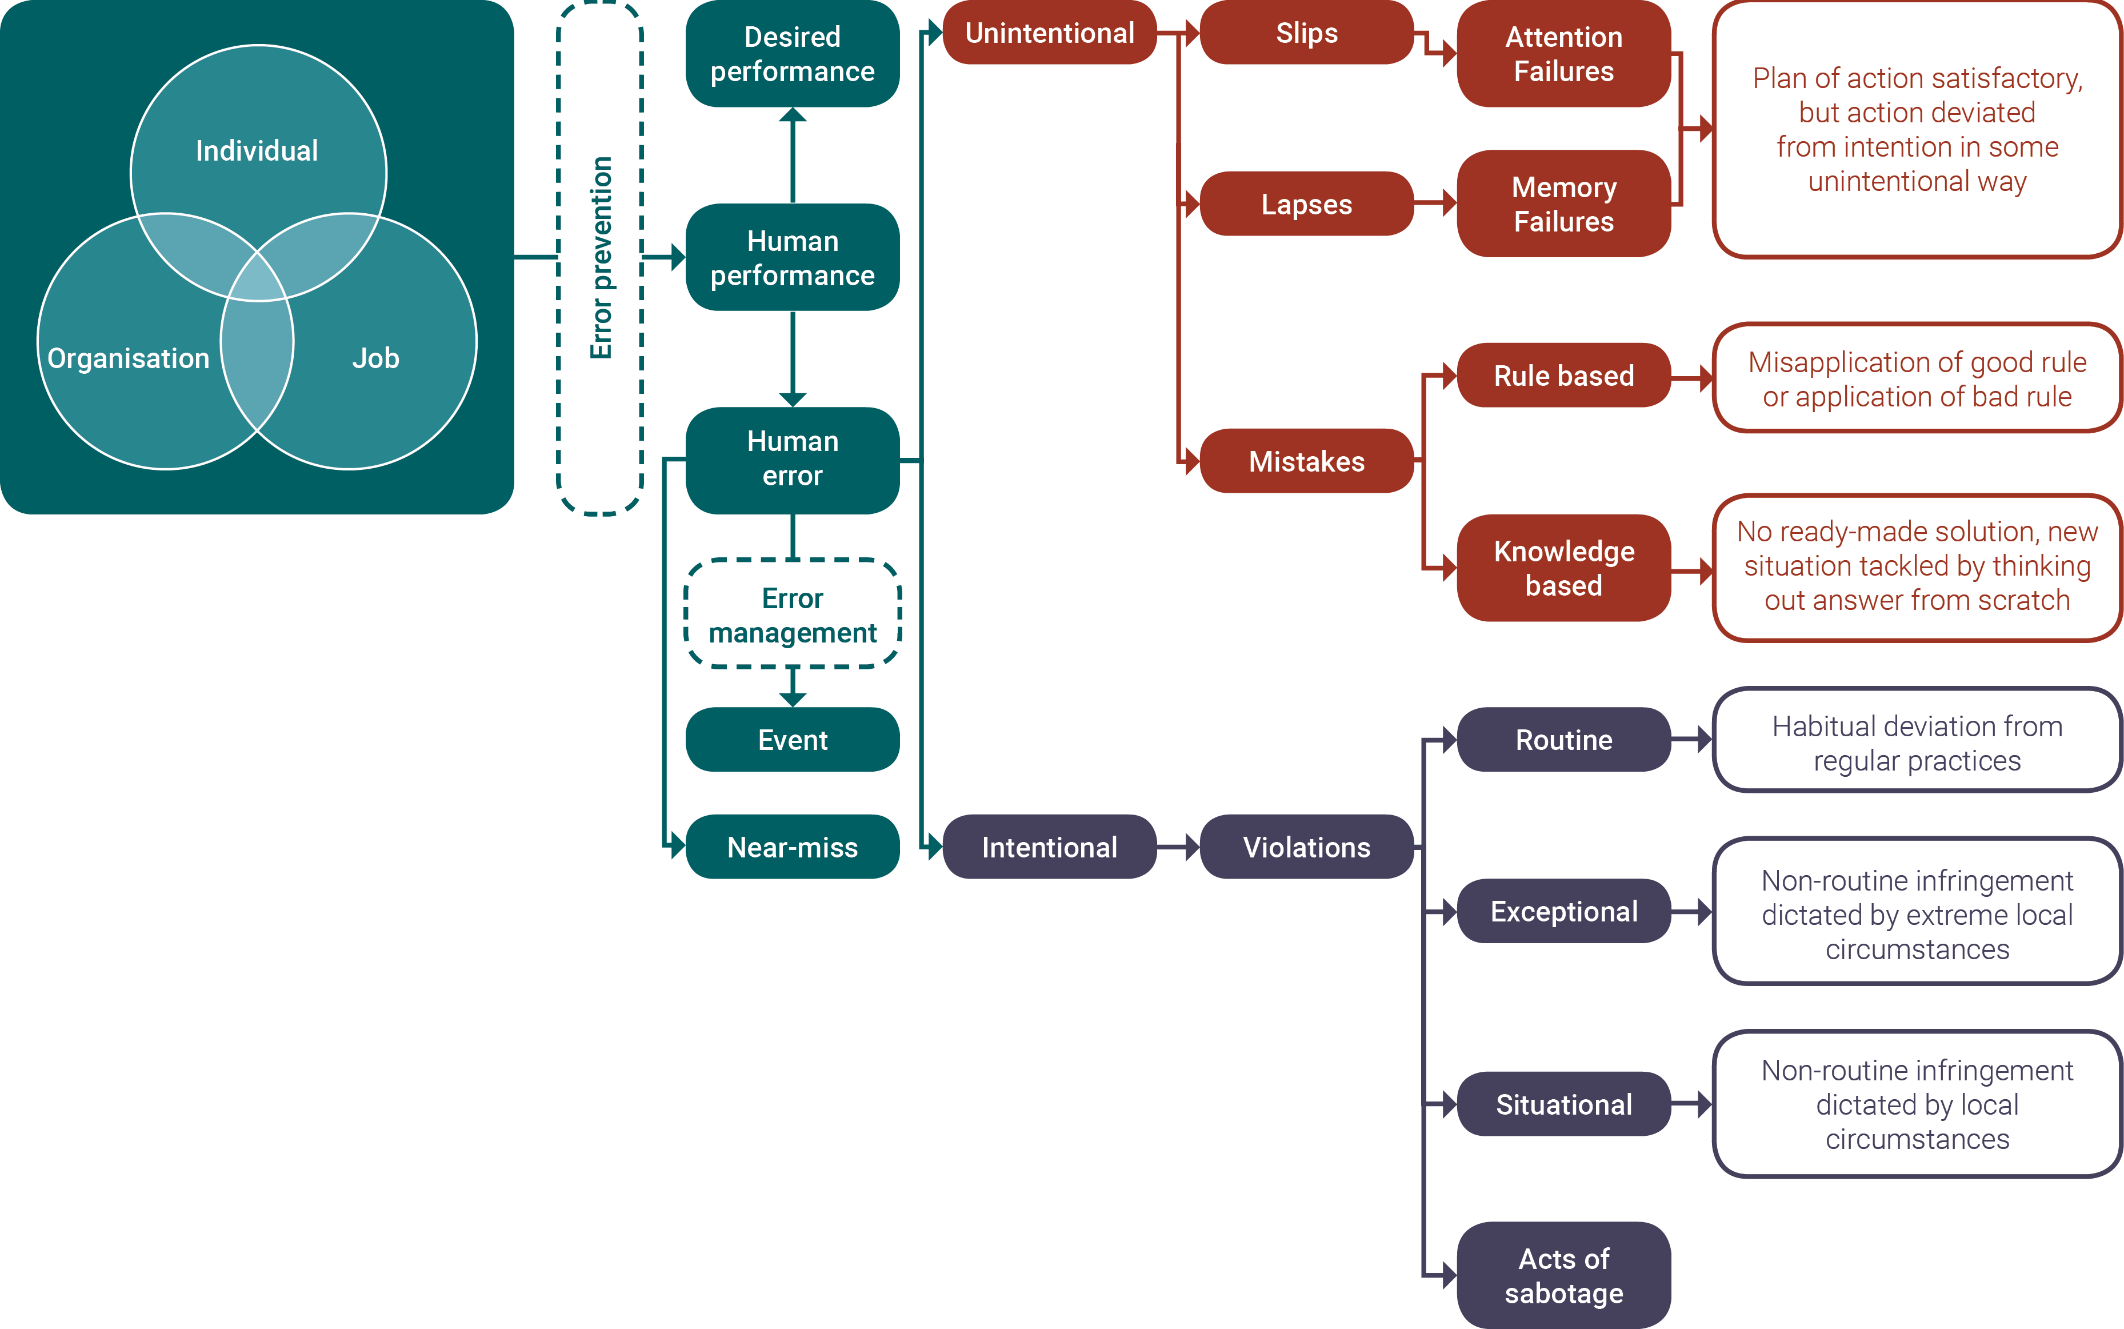 Individual
Organisation
Job
Error prevention
Desired
performance
Human
performance
Human
error
Error
management
Event
Near-miss
Unintentional
Slips
Attention
Failures
Plan of action satisfactory,
but action deviated
from intention in some
unintentional way
Lapses
Memory
Failures
Mistakes
Rule based
Misapplication of good rule
or application of bad rule
Knowledge
based
No ready-made solution, new
situation tackled by thinking
out answer from scratch
Intentional
Violations
Routine
Habitual deviation from
regular practices
Exceptional
Non-routine infringement
dictated by extreme local
circumstances
Situational
Non-routine infringement
dictated by local
circumstances
Acts of
sabotage